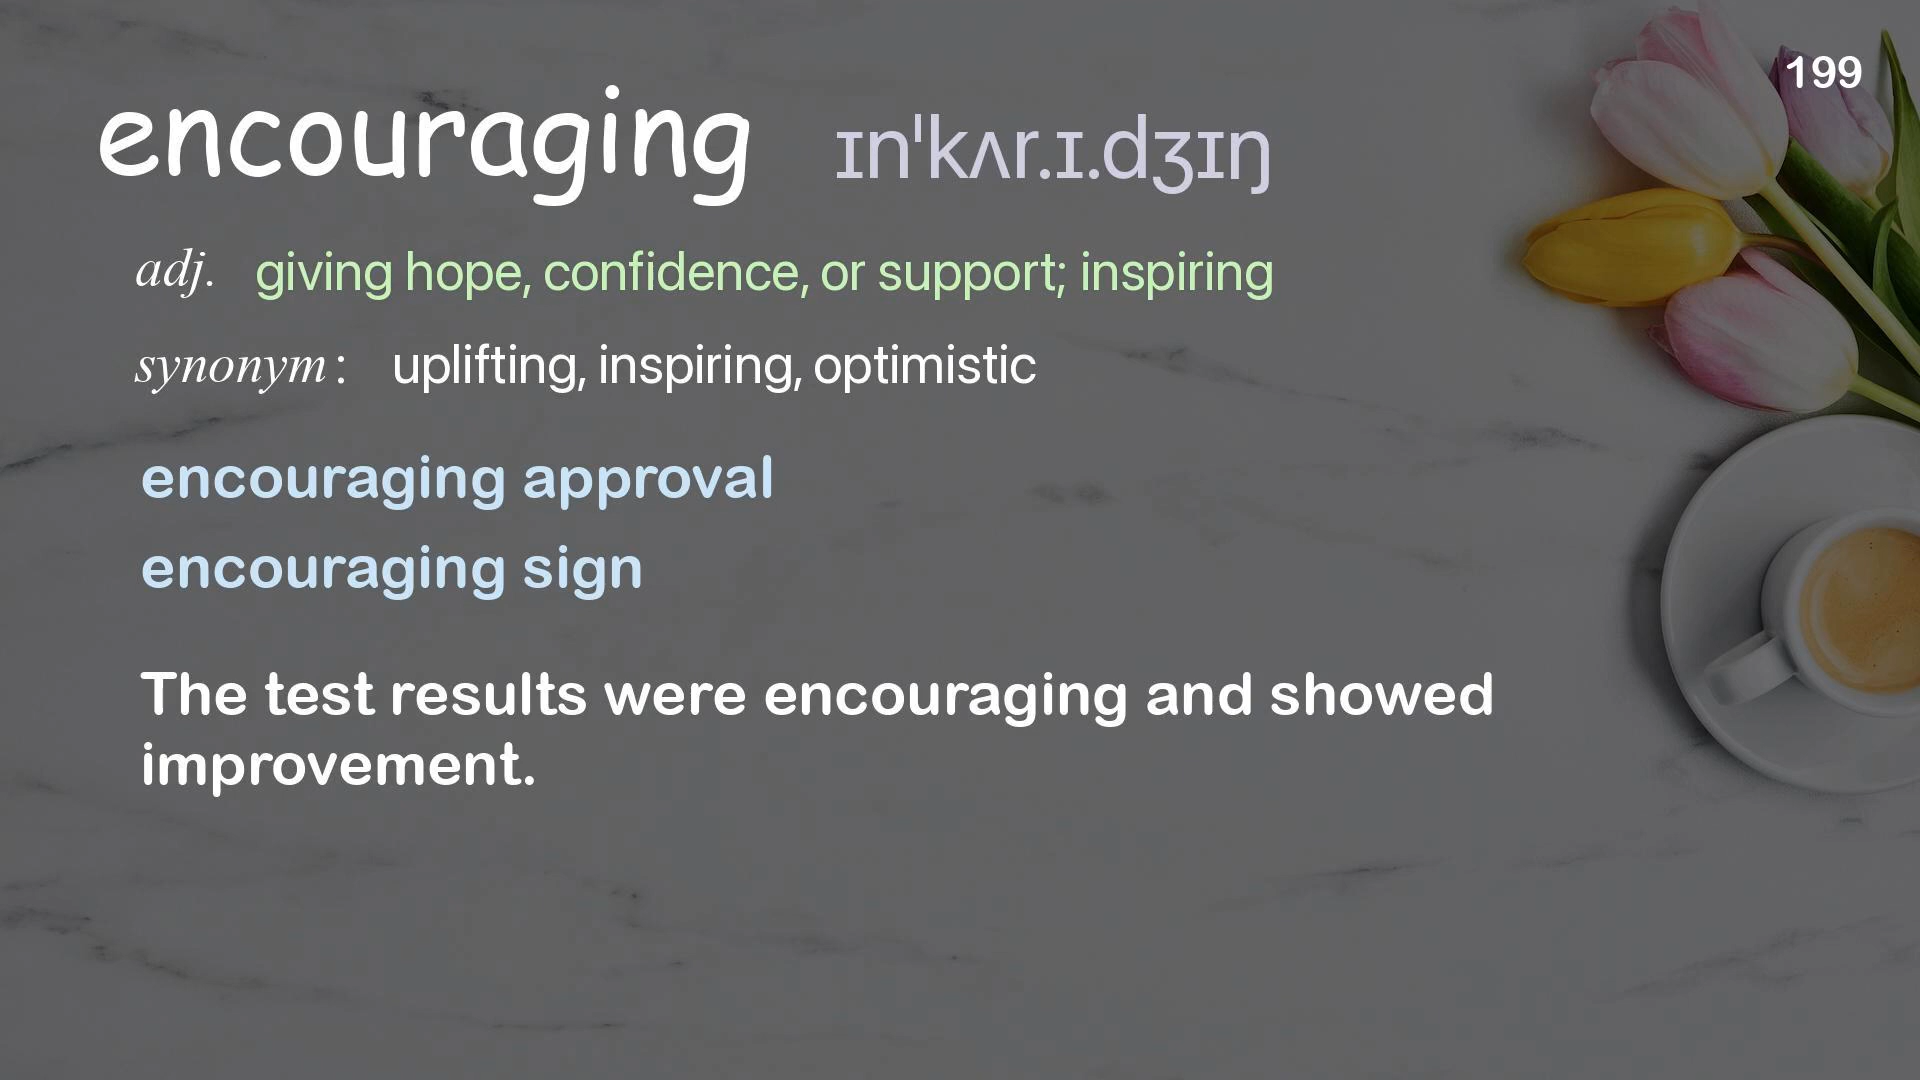 199
encouraging ɪnˈkʌr.ɪ.dʒɪŋ
adj. giving hope, confidence, or support; inspiring
synonym: uplifting, inspiring, optimistic
encouraging approval
encouraging sign
The test results were encouraging and showed
improvement.